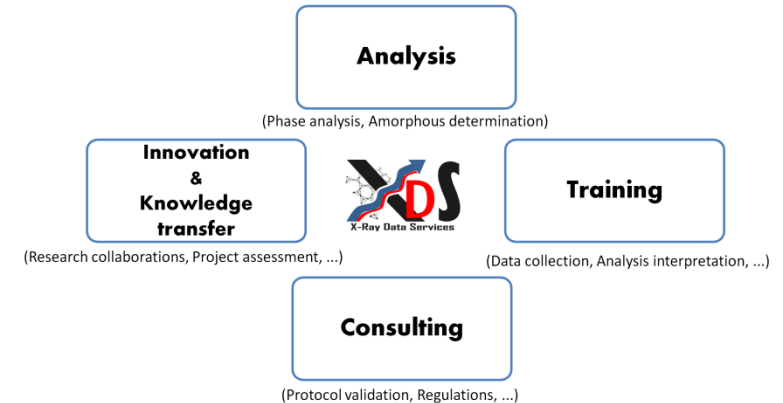 Analysis
(Phase analysis, Amorphous determination)
Innovation
&
Knowledge
transfer
(Research collaborations, Project assessment, ...)
XDS
X-Ray Data Services
Training
(Data collection, Analysis interpretation, ...)
Consulting
(Protocol validation, Regulations, ...)